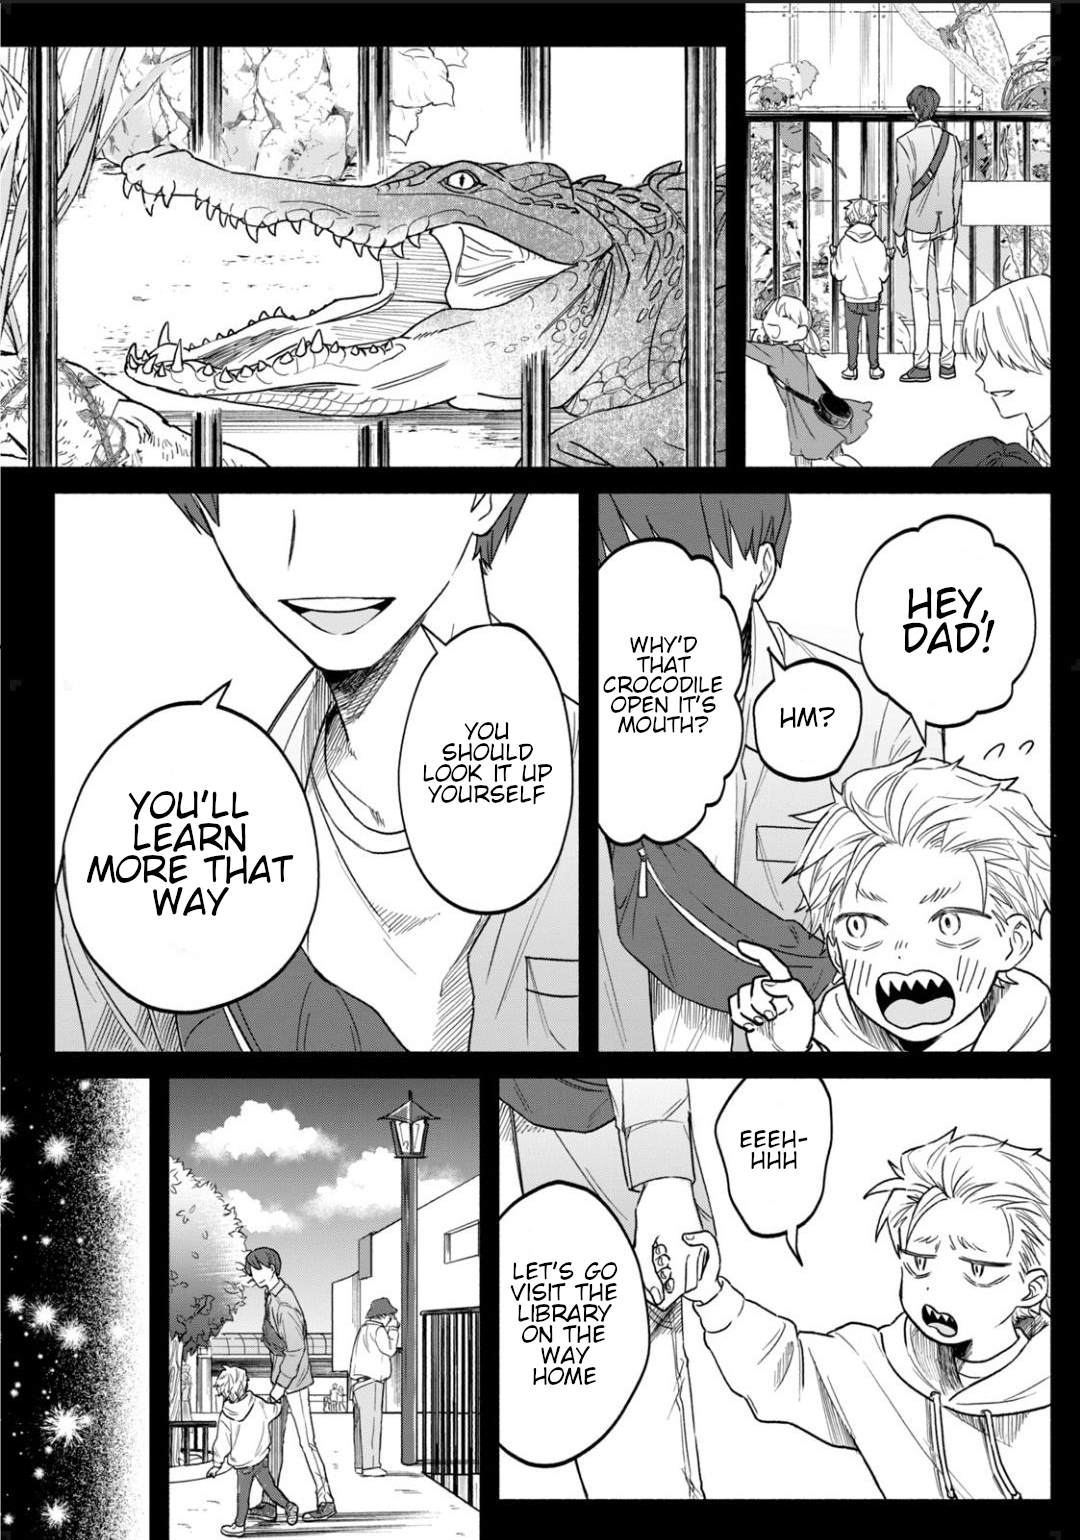 HEY,
DAD!
HM?
WHY'D
THAT
CROCODILE
OPEN IT'S
MOUTH?
YOU
SHOULD
LOOK IT UP
YOURSELF
YOU'LL
LEARN
MORE THAT
WAY
EEEH-
HHH
LET'S GO
VISIT THE
LIBRARY
ON THE
WAY
HOME